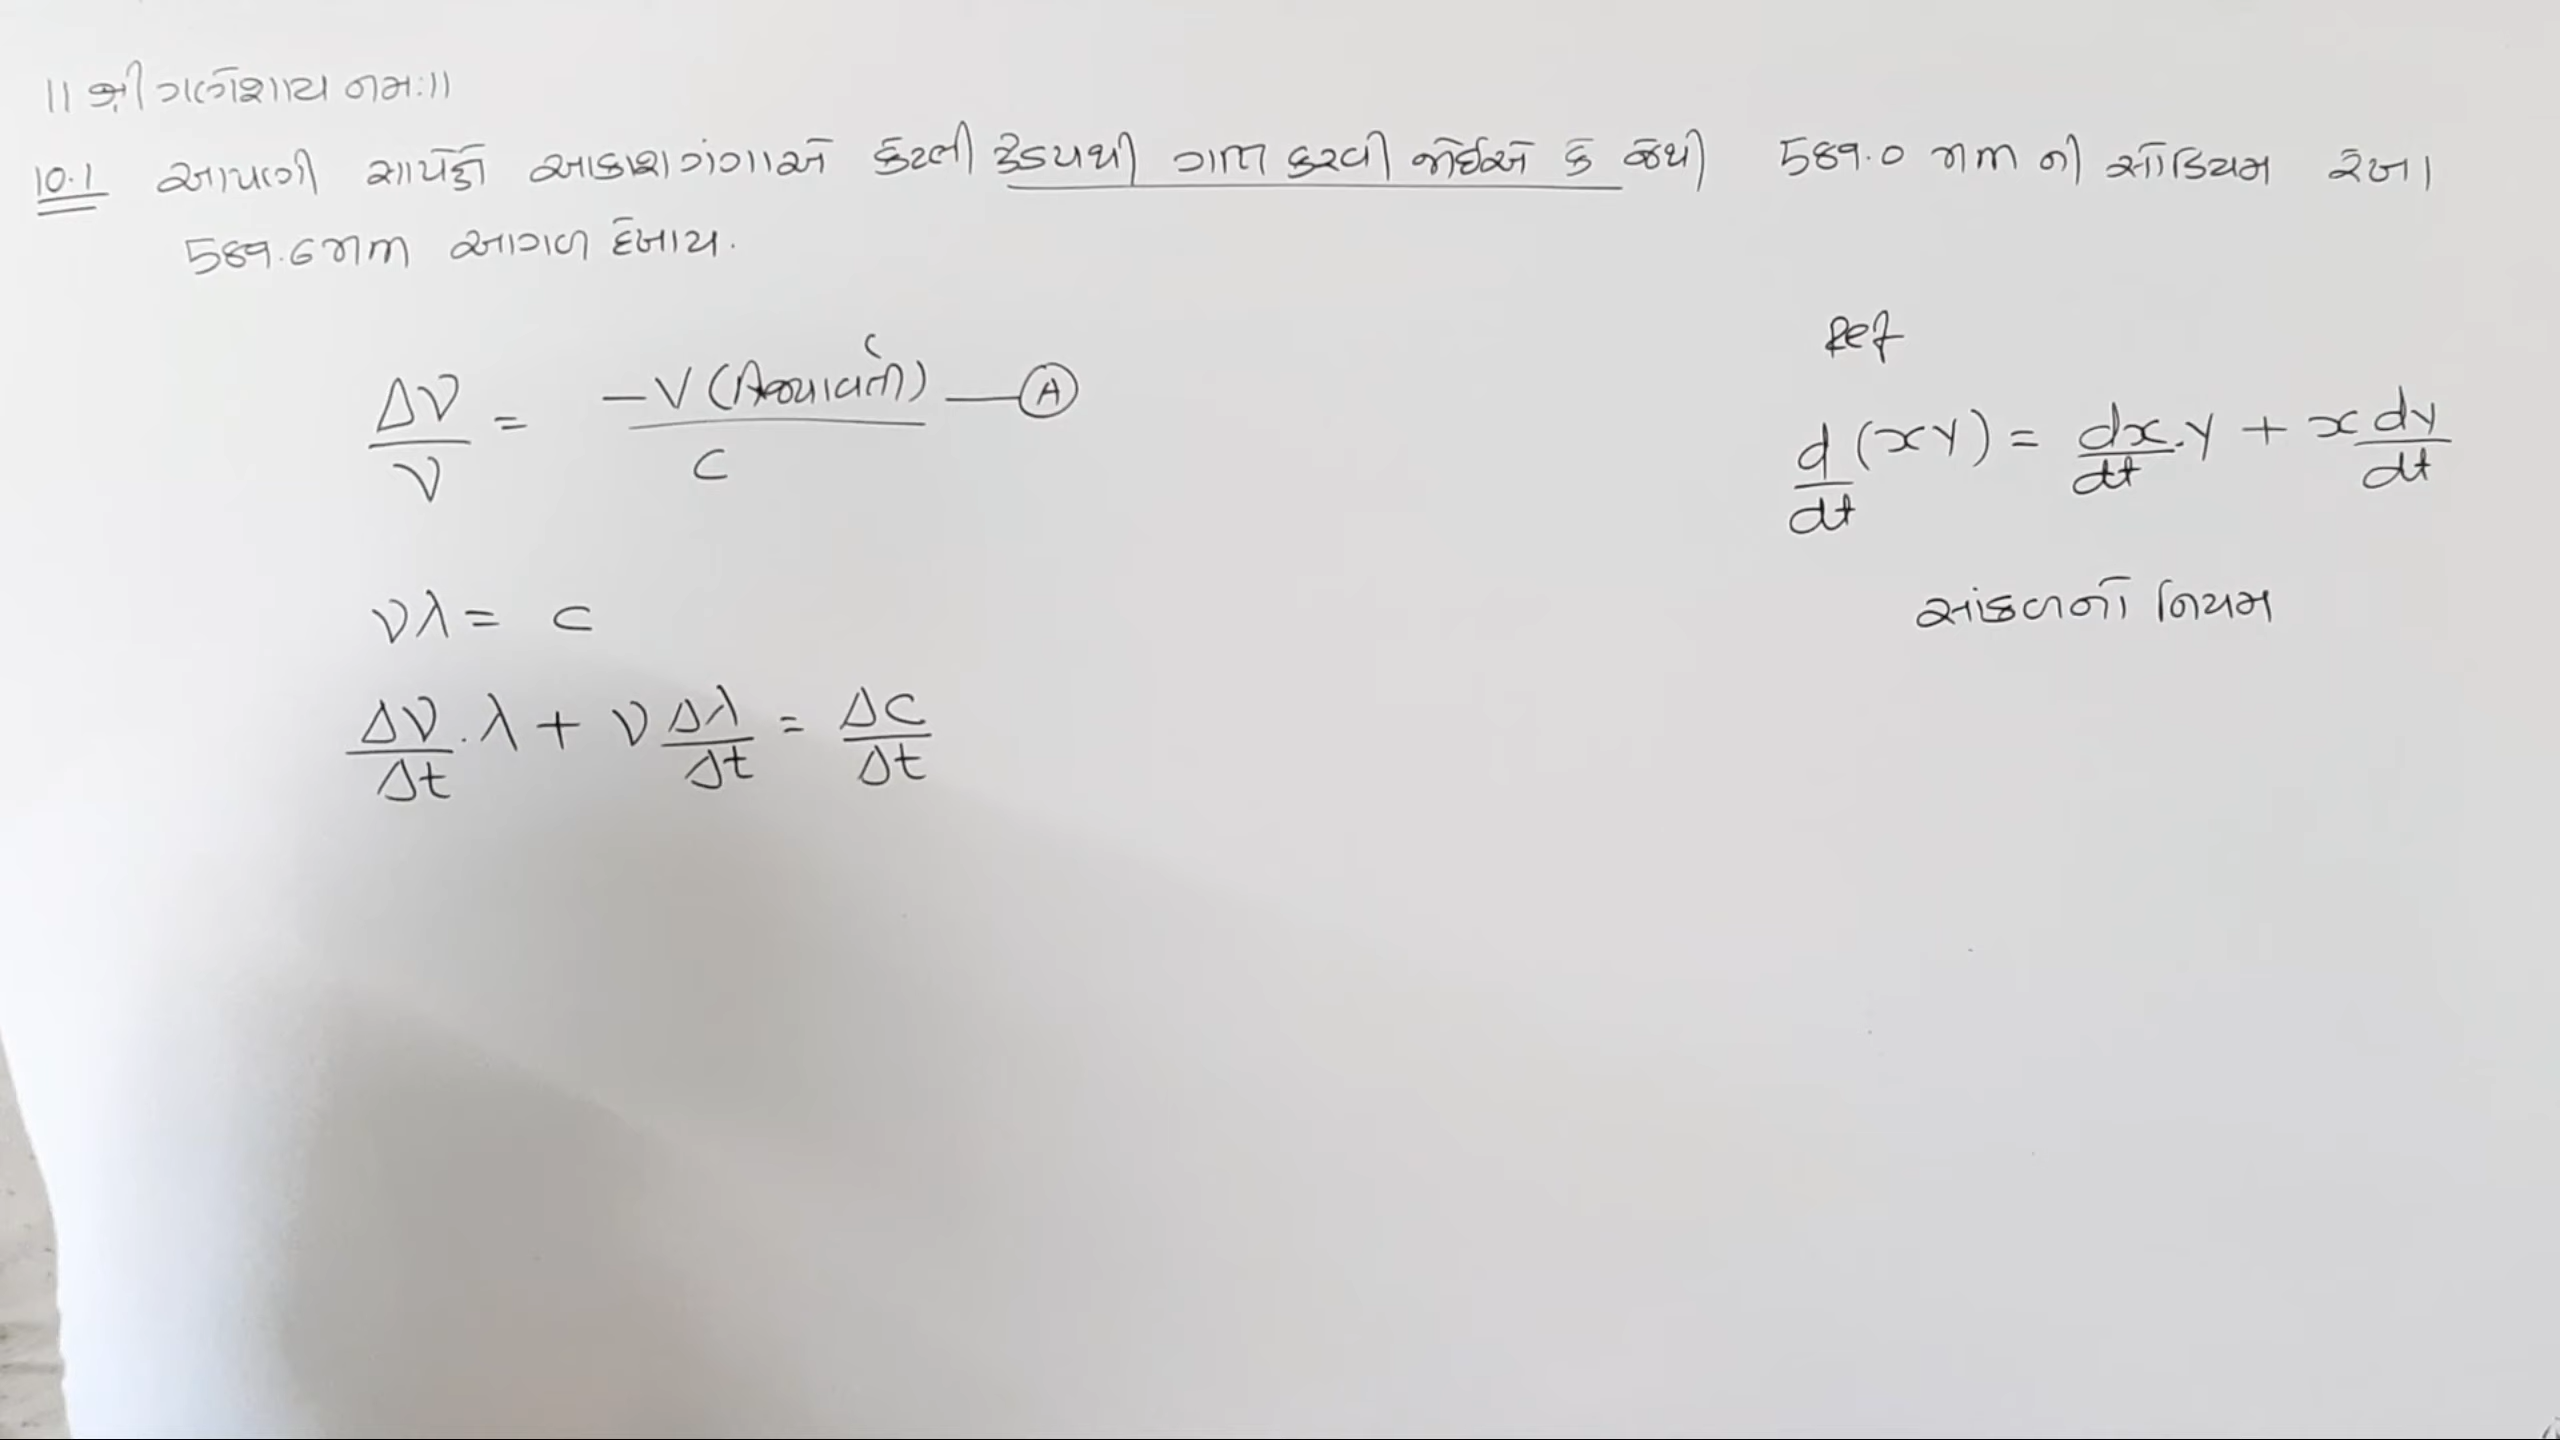 ॥ શ્રી ગણેશાય નમઃ॥
10.1 આપણી સાપેક્ષે આકાશગંગાએ કેટલી ઝડપથી ગતિ કરવી જોઈએ કે જેથી 589.0 nm ની સોડિયમ રેખા
589.6 nm આગળ દેખાય.
Δν/ν = −V (ત્રિજ્યાવર્તી)/c —Ⓐ
νλ = c
Δν/Δt . λ + ν Δλ/Δt = Δc/Δt
Ref
d/dt (xy) = dx/dt . y + x dy/dt
સાંકળનો નિયમ